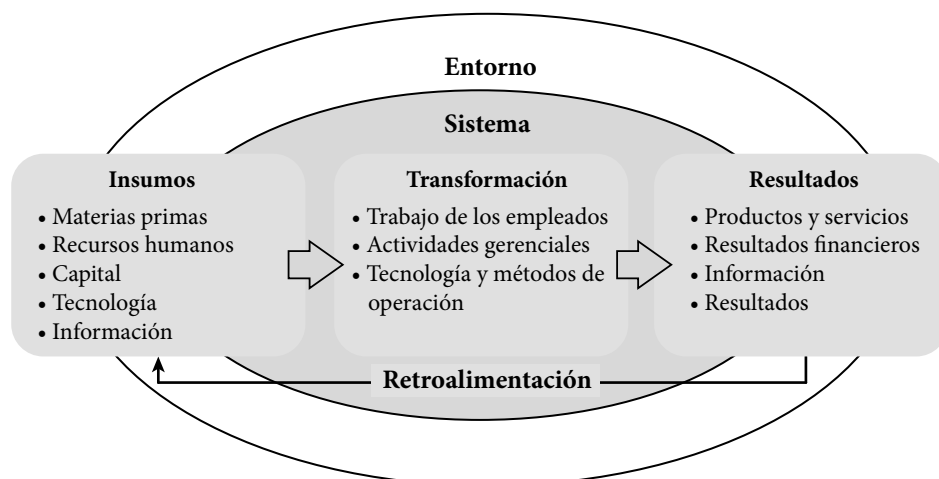 Entorno
Sistema
Insumos
• Materias primas
• Recursos humanos
• Capital
• Tecnología
• Información
Transformación
• Trabajo de los empleados
• Actividades gerenciales
• Tecnología y métodos de
operación
Resultados
• Productos y servicios
• Resultados financieros
• Información
• Resultados
Retroalimentación